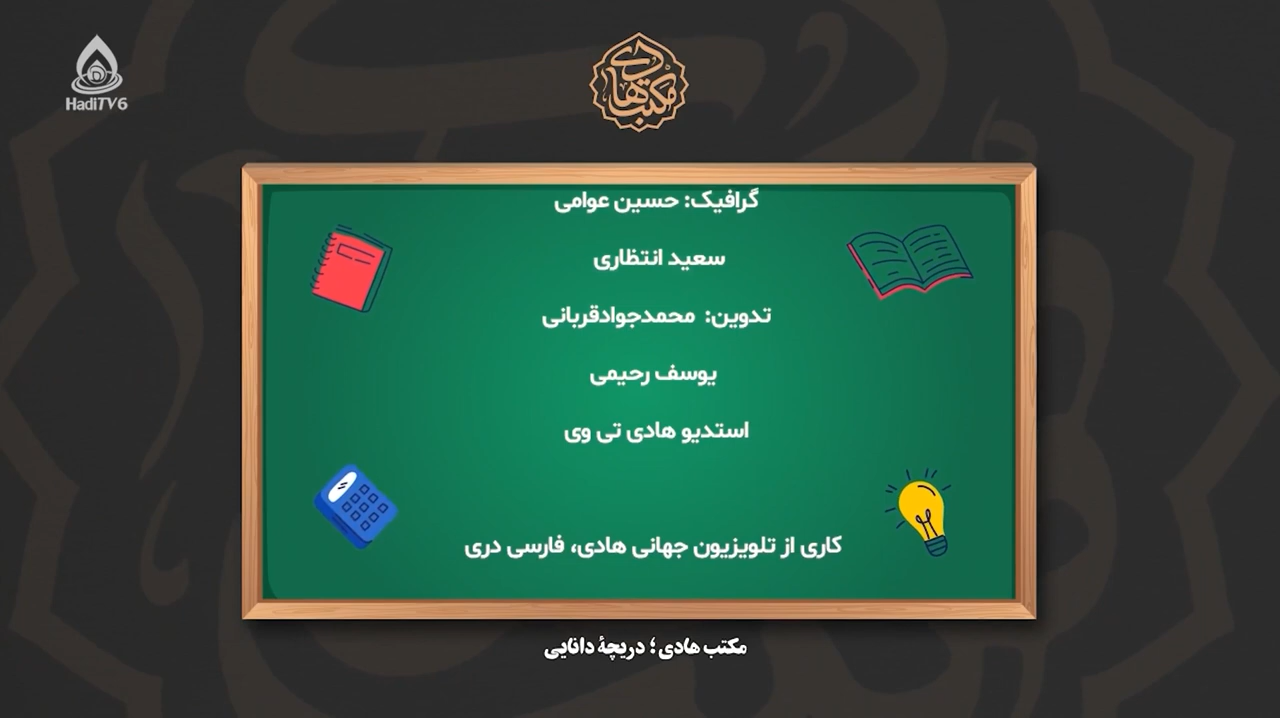 HadiTV6
مکتب هادی
گرافیک: حسین عوامی
سعید انتظاری
تدوین: محمدجوادقربانی
یوسف رحیمی
استدیو هادی تی وی
کاری از تلویزیون جهانی هادی، فارسی دری
مکتب هادی؛ دریچهٔ دانایی